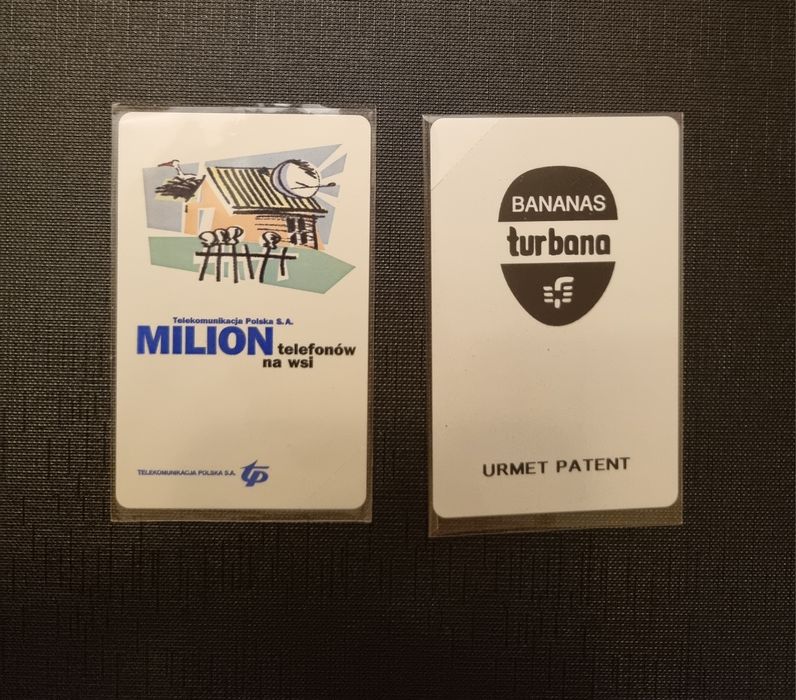 Telekomunikacja Polska S.A.
MILION telefonów
na wsi
TELEKOMUNIKACJA POLSKA S.A. tp
BANANAS
turbana
URMET PATENT